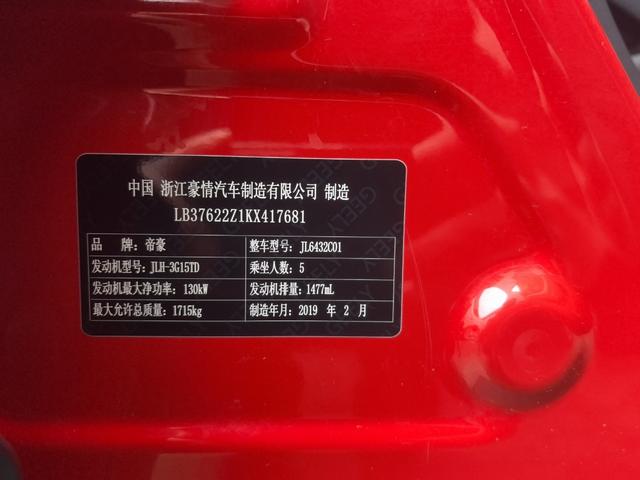 中国 浙江豪情汽车制造有限公司 制造
LB37622Z1KX417681
品 牌：帝豪 整车型号：JL6432C01
发动机型号：JLH-3G15TD 乘坐人数：5
发动机最大净功率：130kW 发动机排量：1477mL
最大允许总质量：1715kg 制造年月：2019 年 2 月
GEELY